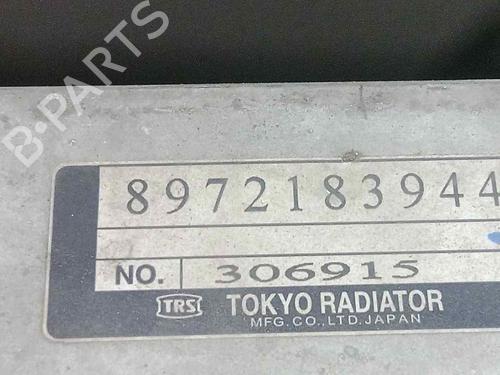 B-PARTS
8972183944
NO. 306915
TRS TOKYO RADIATOR
MFG.CO.,LTD.JAPAN